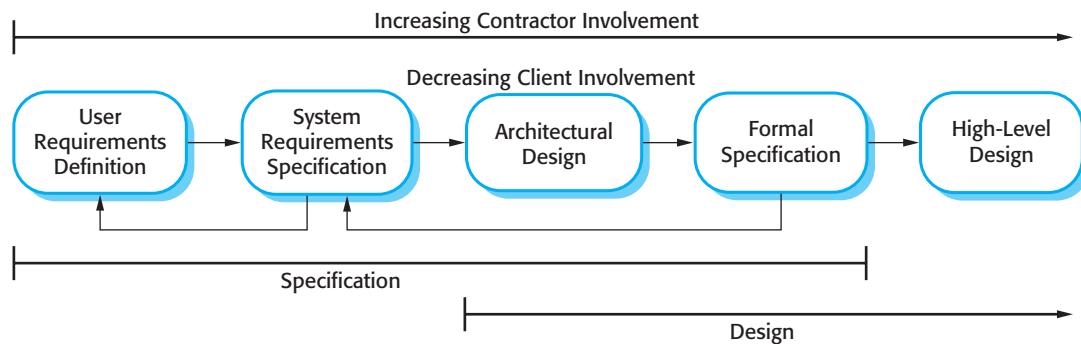 Increasing Contractor Involvement
Decreasing Client Involvement
User
Requirements
Definition
System
Requirements
Specification
Architectural
Design
Formal
Specification
High-Level
Design
Specification
Design